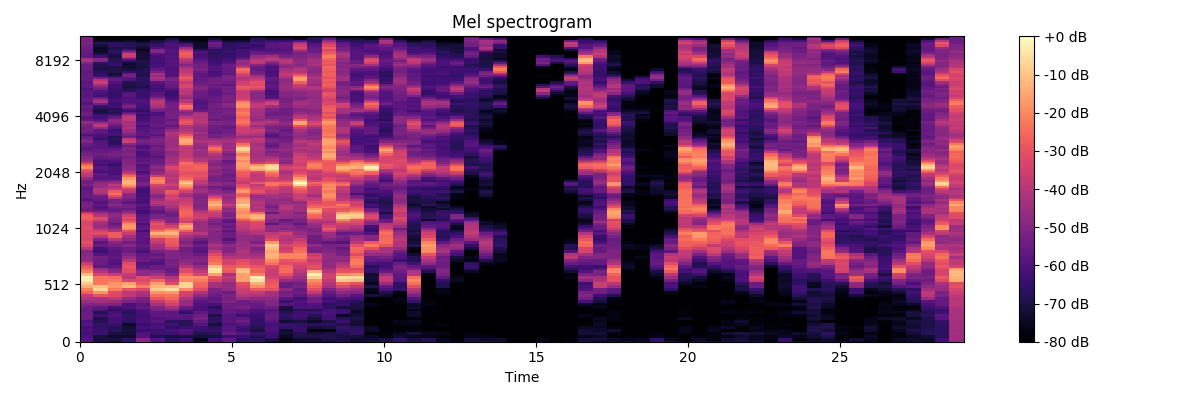 Mel spectrogram
Hz
8192
4096
2048
1024
512
0
0 5 10 15 20 25
Time
+0 dB
-10 dB
-20 dB
-30 dB
-40 dB
-50 dB
-60 dB
-70 dB
-80 dB